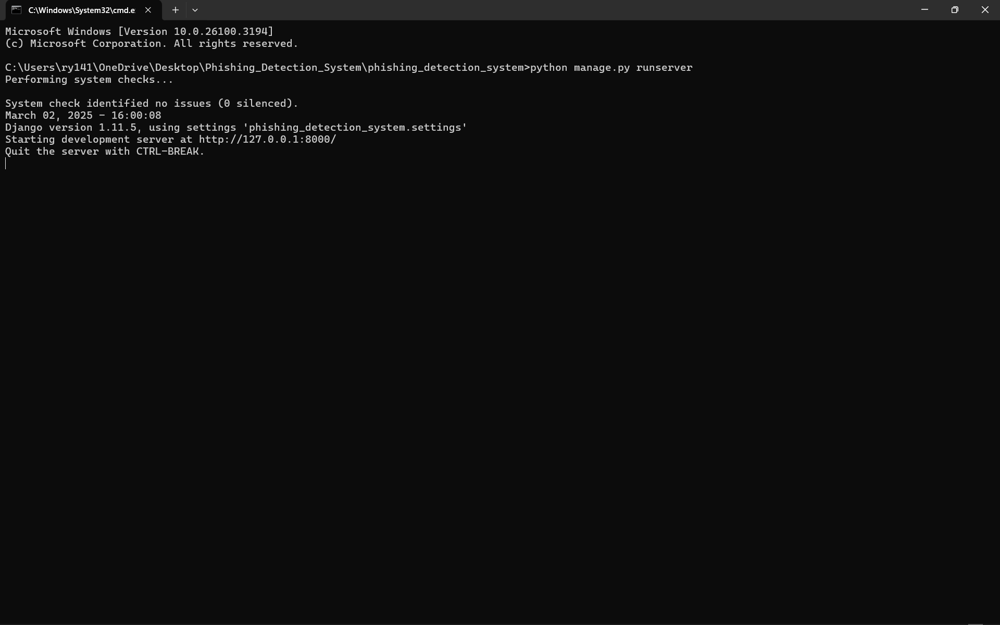 C:\Windows\System32\cmd.e
Microsoft Windows [Version 10.0.26100.3194]
(c) Microsoft Corporation. All rights reserved.
C:\Users\ry141\OneDrive\Desktop\Phishing_Detection_System\phishing_detection_system>python manage.py runserver
Performing system checks...
System check identified no issues (0 silenced).
March 02, 2025 - 16:00:08
Django version 1.11.5, using settings 'phishing_detection_system.settings'
Starting development server at http://127.0.0.1:8000/
Quit the server with CTRL-BREAK.